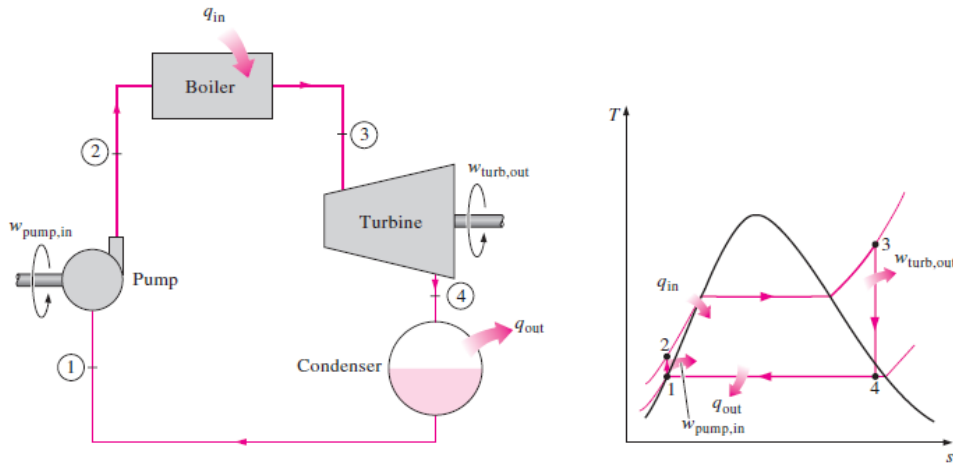 q_in
Boiler
2
3
w_turb,out
Turbine
w_pump,in
Pump
4
q_out
Condenser
1
T
3
w_turb,out
q_in
2
1
4
q_out
w_pump,in
s